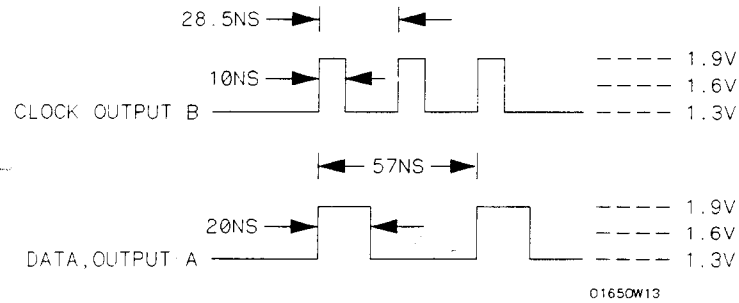 28.5NS
1.9V
10NS
1.6V
CLOCK OUTPUT B
1.3V
57NS
1.9V
20NS
1.6V
DATA,OUTPUT A
1.3V
01650W13